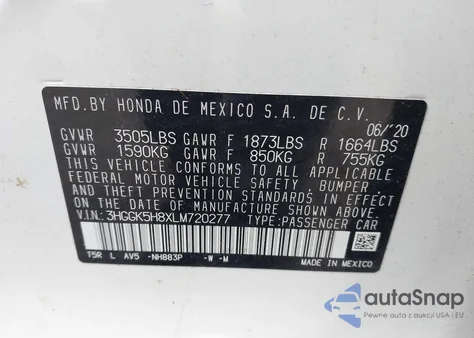 MFD.BY HONDA DE MEXICO S.A. DE C.V.
06/'20
GVWR 3505LBS GAWR F 1873LBS R 1664LBS
GVWR 1590KG GAWR F 850KG R 755KG
THIS VEHICLE CONFORMS TO ALL APPLICABLE
FEDERAL MOTOR VEHICLE SAFETY, BUMPER,
AND THEFT PREVENTION STANDARDS IN EFFECT
ON THE DATE OF MANUFACTURE SHOWN ABOVE.
V.I.N.: 3HGGK5H8XLM720277 TYPE:PASSENGER CAR
T5R L AV5 -NH883P -W -M
MADE IN MEXICO
autoSnap
Pewne auta z aukcji USA i EU